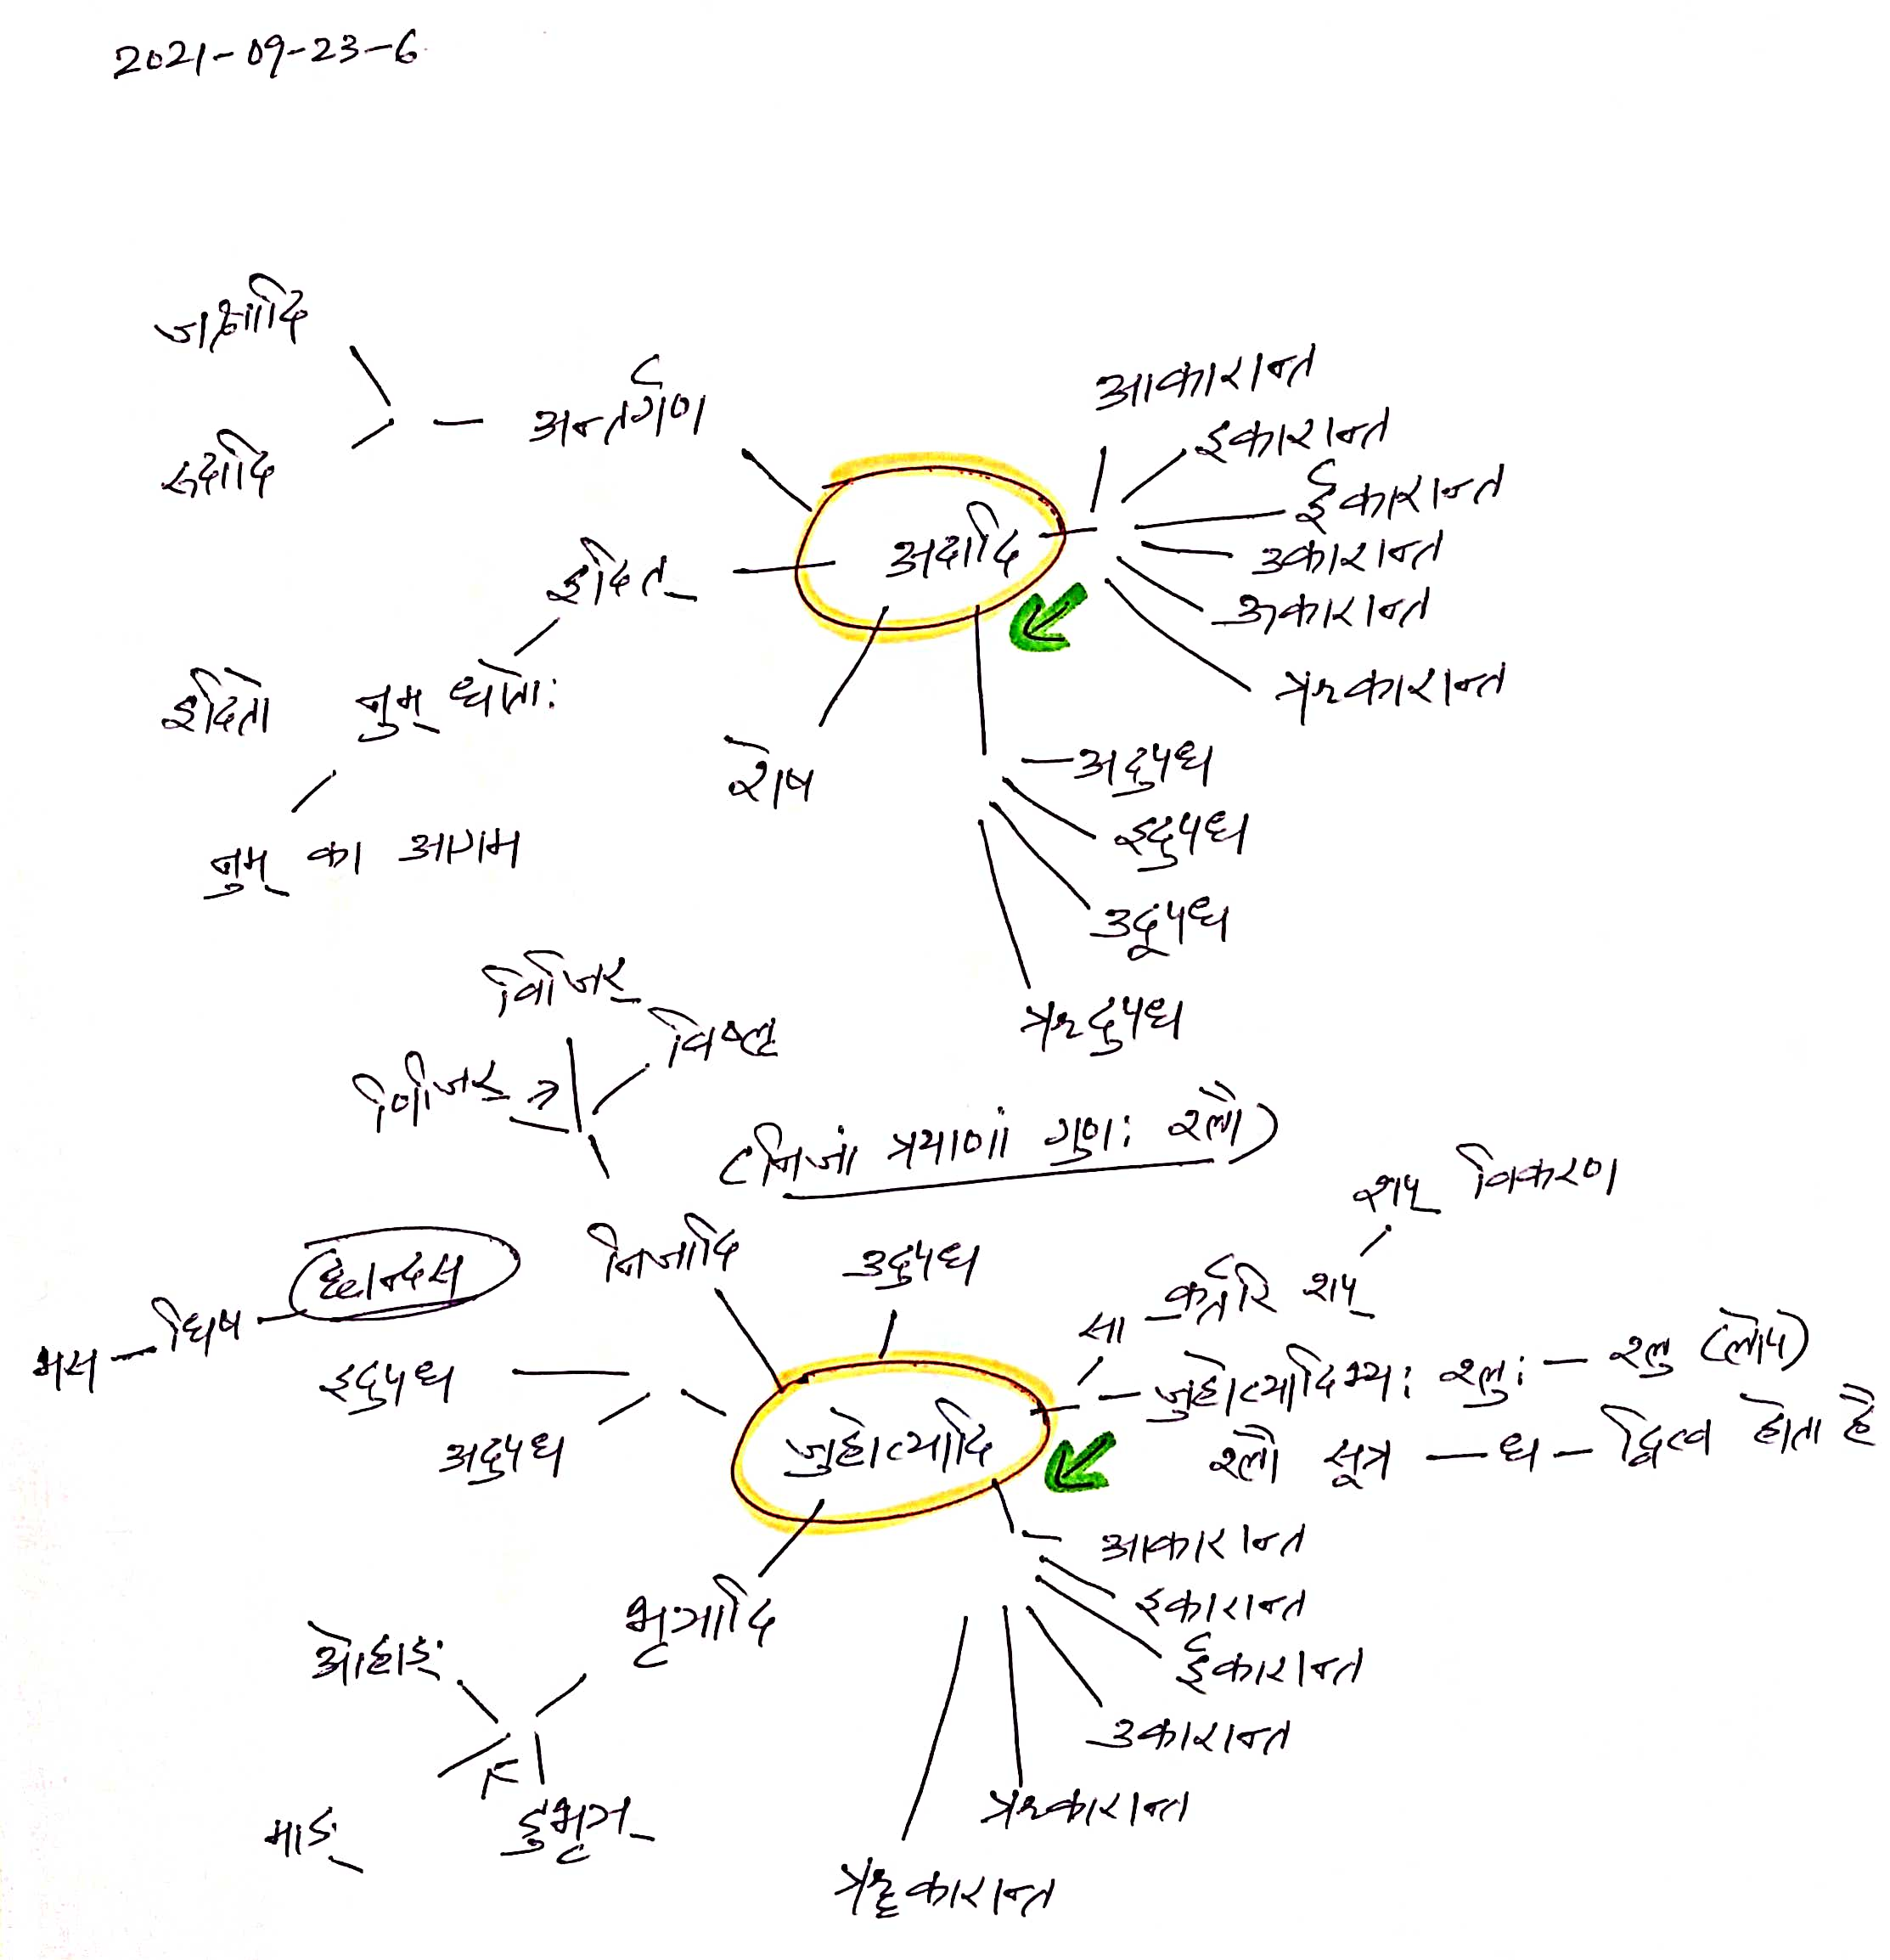 2021-09-23-6
जक्षादि
रुदादि
अन्तर्गण
आकारान्त
इकारान्त
ईकारान्त
उकारान्त
अकारान्त
ऋकारान्त
अदादि
इदित्
इदितो नुम् धातोः
नुम् का आगम
शेष
अदुपध
इदुपध
उदुपध
ऋदुपध
विजिर्
विष्लृ
णिजिर्
(निजां त्रयाणां गुणः श्लौ)
शप् विकरण
छान्दस
निजादि
उदुपध
सा — कर्तरि शप्
भस — धिष
इदुपध
अदुपध
जुहोत्यादि
जुहोत्यादिभ्यः श्लुः — श्लु (लोप)
श्लौ सूत्र — ध — द्वित्व होता है
आकारान्त
इकारान्त
ईकारान्त
उकारान्त
ऋकारान्त
ॠकारान्त
भृञादि
ओहाङ्
माङ्
डुभृञ्